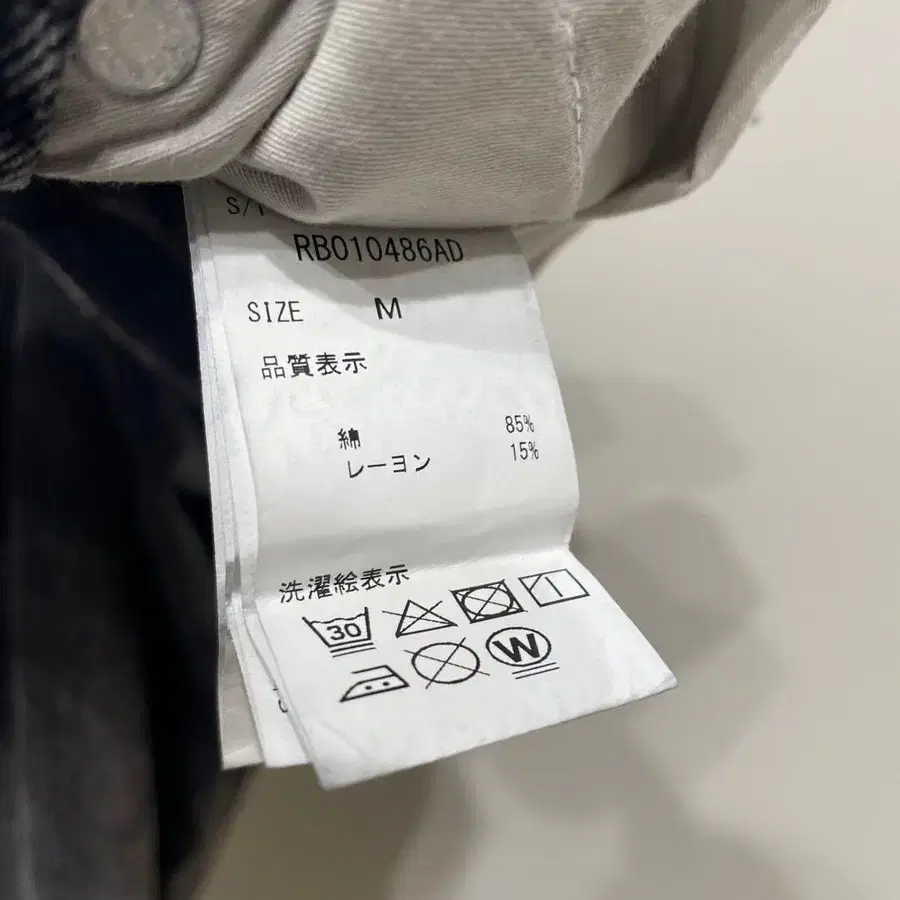 S/
RB010486AD
SIZE M
品質表示
綿 85%
レーヨン 15%
洗濯絵表示
30
W